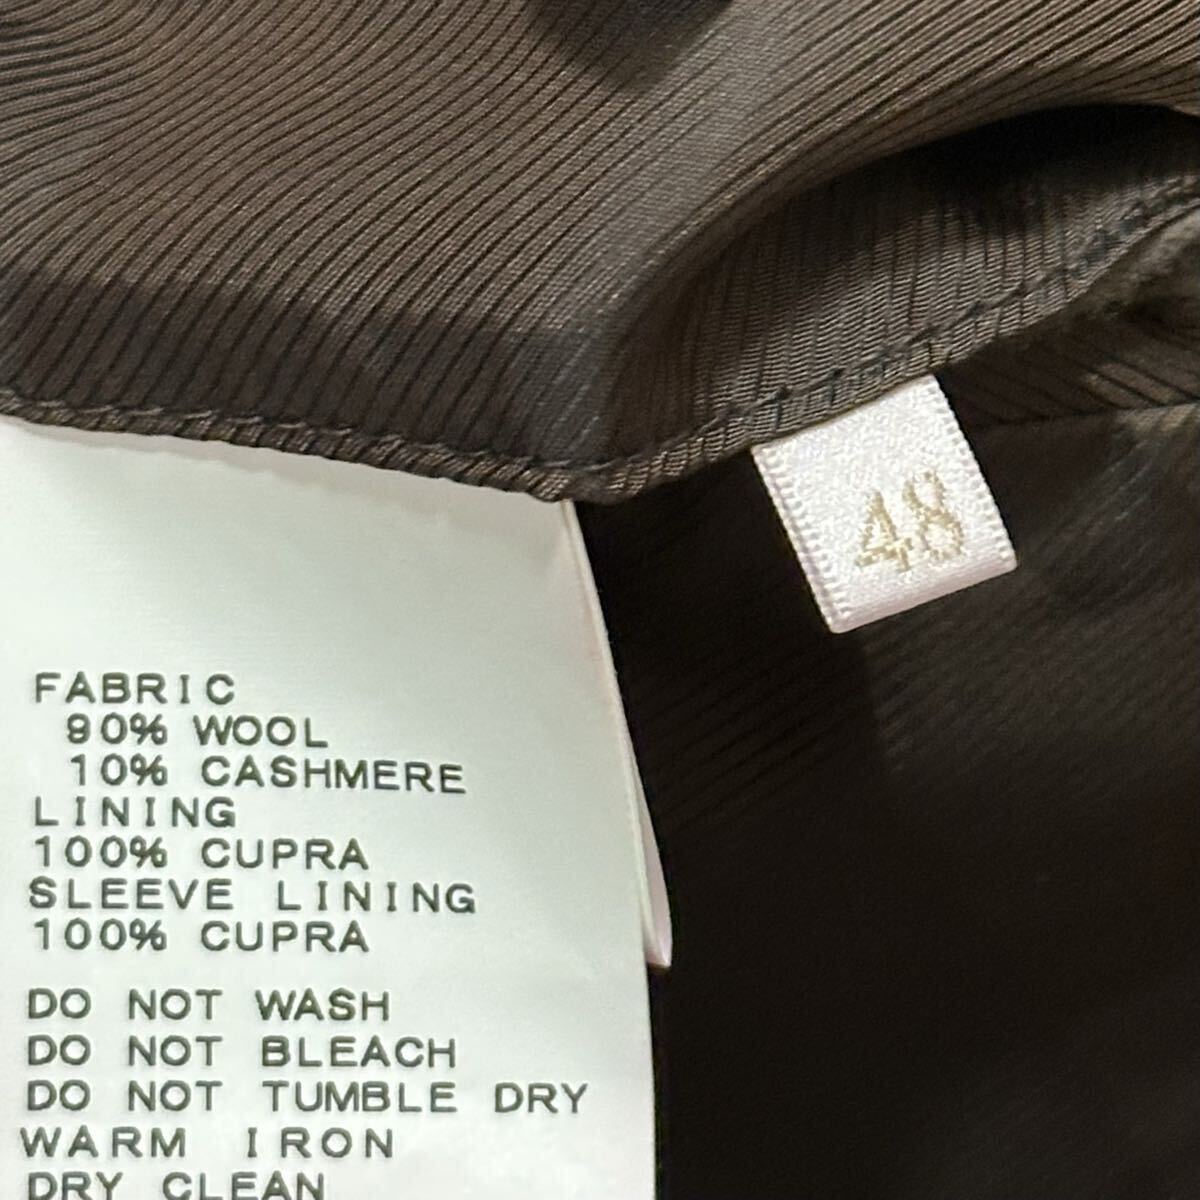 48
FABRIC
90% WOOL
10% CASHMERE
LINING
100% CUPRA
SLEEVE LINING
100% CUPRA
DO NOT WASH
DO NOT BLEACH
DO NOT TUMBLE DRY
WARM IRON
DRY CLEAN